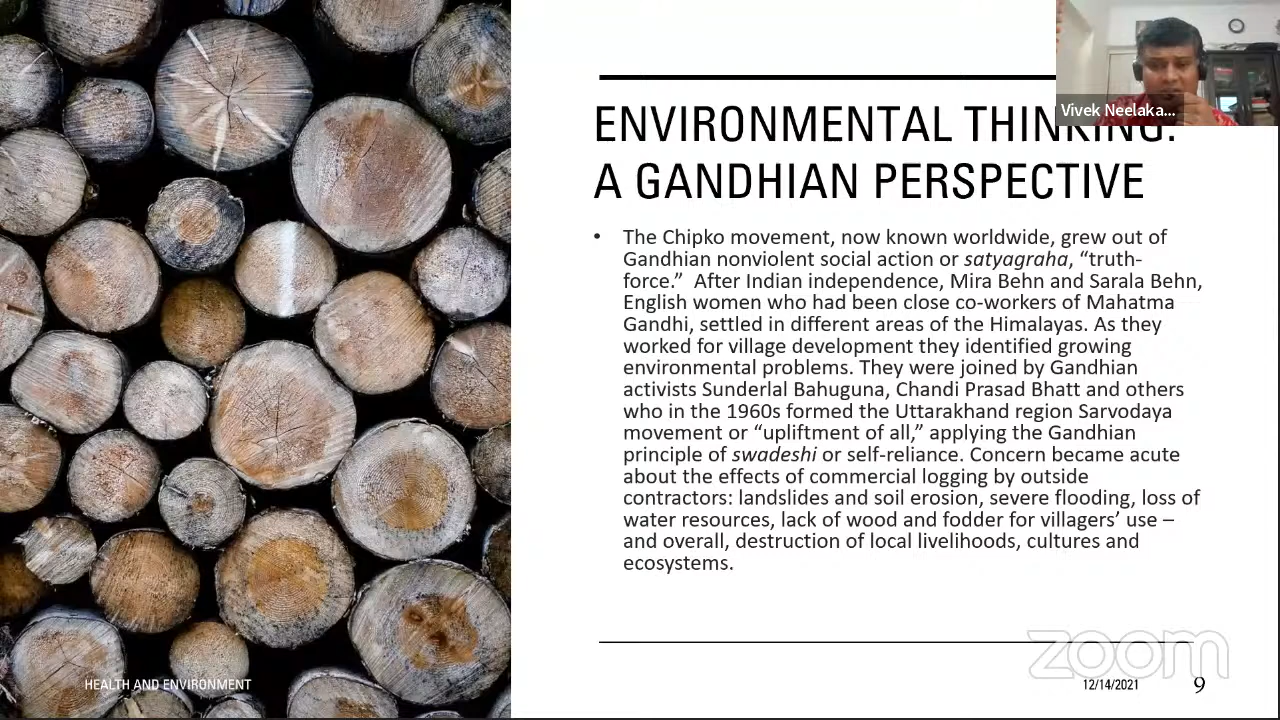 Vivek Neelaka...
ENVIRONMENTAL THINKING:
A GANDHIAN PERSPECTIVE
• The Chipko movement, now known worldwide, grew out of
Gandhian nonviolent social action or satyagraha, “truth-
force.”  After Indian independence, Mira Behn and Sarala Behn,
English women who had been close co-workers of Mahatma
Gandhi, settled in different areas of the Himalayas. As they
worked for village development they identified growing
environmental problems. They were joined by Gandhian
activists Sunderlal Bahuguna, Chandi Prasad Bhatt and others
who in the 1960s formed the Uttarakhand region Sarvodaya
movement or “upliftment of all,” applying the Gandhian
principle of swadeshi or self-reliance. Concern became acute
about the effects of commercial logging by outside
contractors: landslides and soil erosion, severe flooding, loss of
water resources, lack of wood and fodder for villagers’ use –
and overall, destruction of local livelihoods, cultures and
ecosystems.
zoom
HEALTH AND ENVIRONMENT
12/14/2021
9